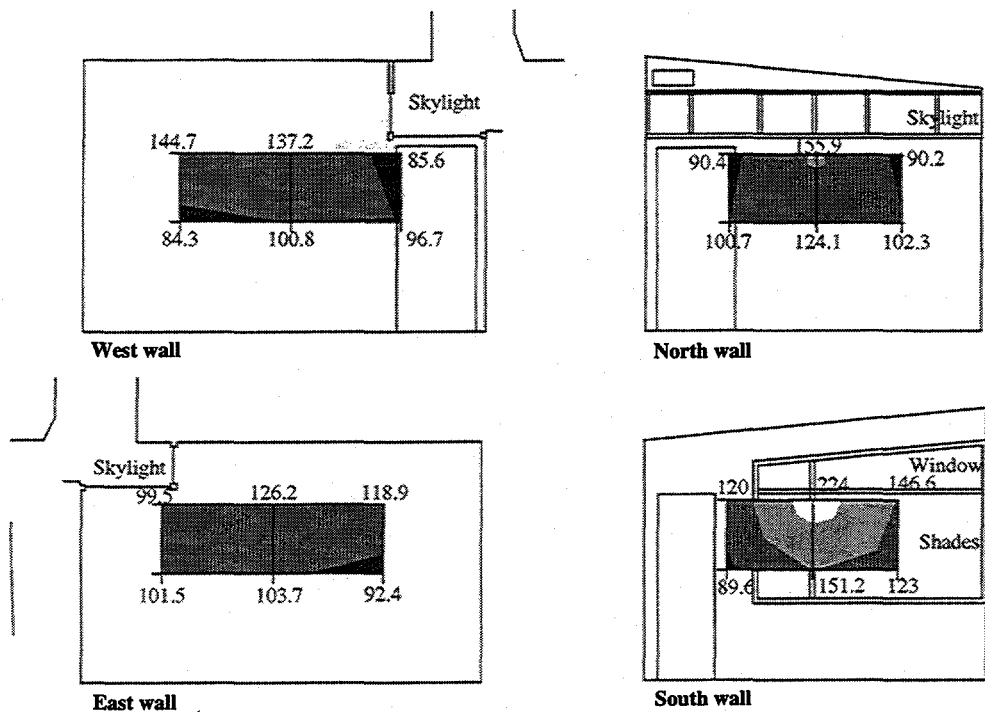 Skylight
144.7 137.2
85.6
84.3 100.8 96.7
West wall
Skylight
155.9
90.4 90.2
100.7 124.1 102.3
North wall
Skylight
99.5 126.2 118.9
101.5 103.7 92.4
East wall
Window
120 224 146.6
Shades
89.6 151.2 123
South wall